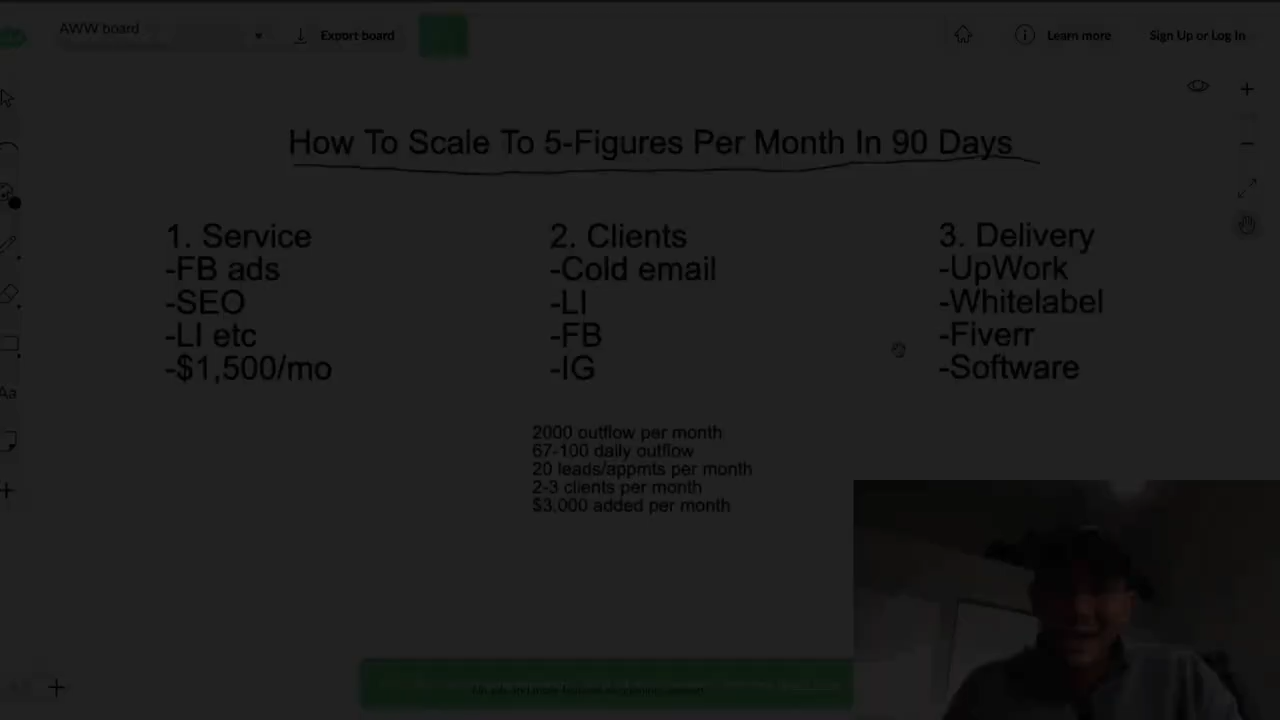 AWW board
Export board
Learn more
Sign Up or Log In
How To Scale To 5-Figures Per Month In 90 Days
1. Service
-FB ads
-SEO
-LI etc
-$1,500/mo
2. Clients
-Cold email
-LI
-FB
-IG
3. Delivery
-UpWork
-Whitelabel
-Fiverr
-Software
2000 outflow per month
67-100 daily outflow
20 leads/appmts per month
2-3 clients per month
$3,000 added per month
Aa